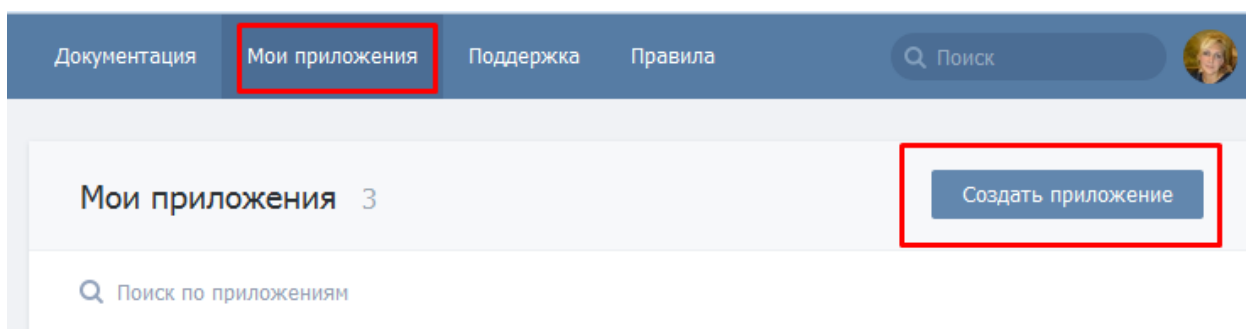 Документация Мои приложения Поддержка Правила Поиск
Мои приложения 3 Создать приложение
Поиск по приложениям